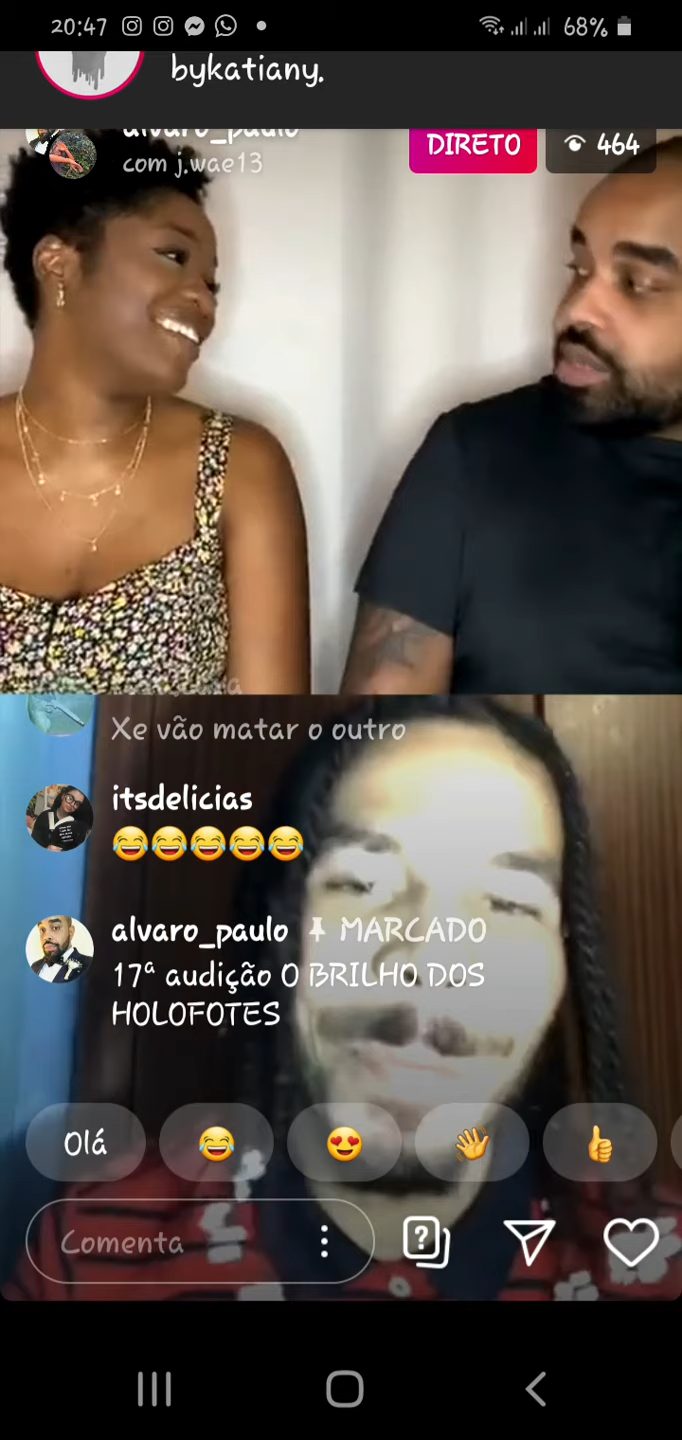 20:47
68%
bykatiany.
alvaro_paulo
com j.wae13
DIRETO
464
Xe vão matar o outro
itsdelicias
😂😂😂😂😂
alvaro_paulo MARCADO
17ª audição O BRILHO DOS
HOLOFOTES
Olá
Comenta